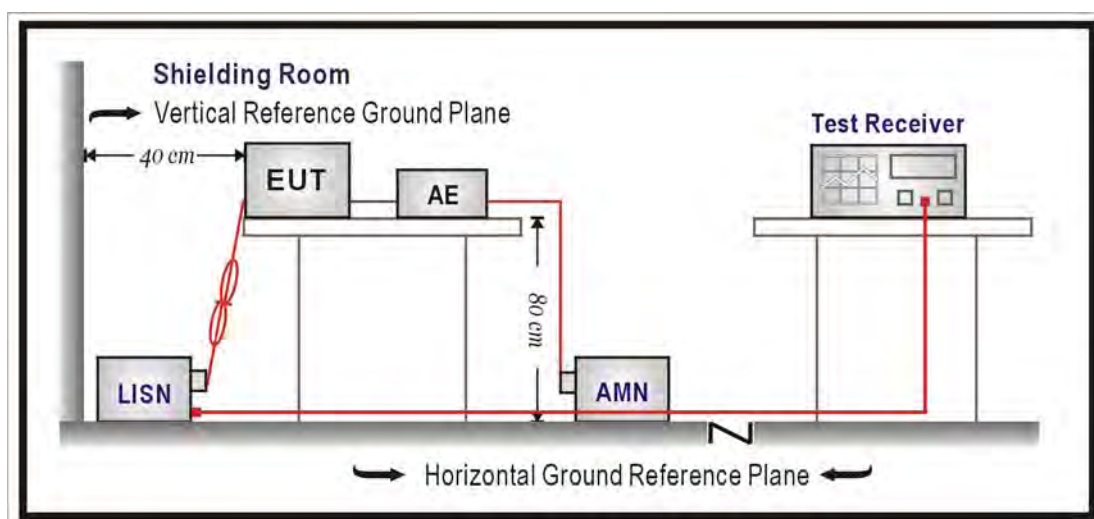 Shielding Room
Vertical Reference Ground Plane
40 cm
EUT
AE
Test Receiver
80 cm
LISN
AMN
Horizontal Ground Reference Plane